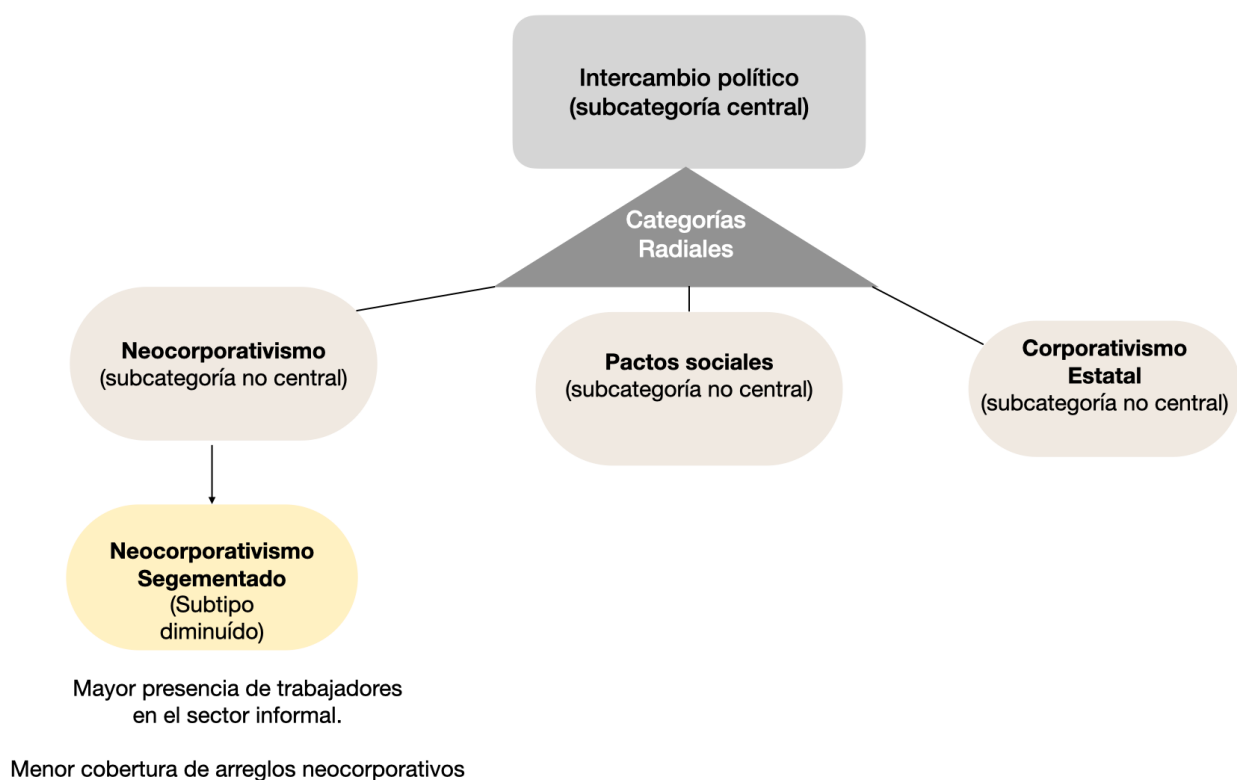 Intercambio político
(subcategoría central)
Categorías
Radiales
Neocorporativismo
(subcategoría no central)
Pactos sociales
(subcategoría no central)
Corporativismo
Estatal
(subcategoría no central)
Neocorporativismo
Segementado
(Subtipo
diminuído)
Mayor presencia de trabajadores
en el sector informal.
Menor cobertura de arreglos neocorporativos